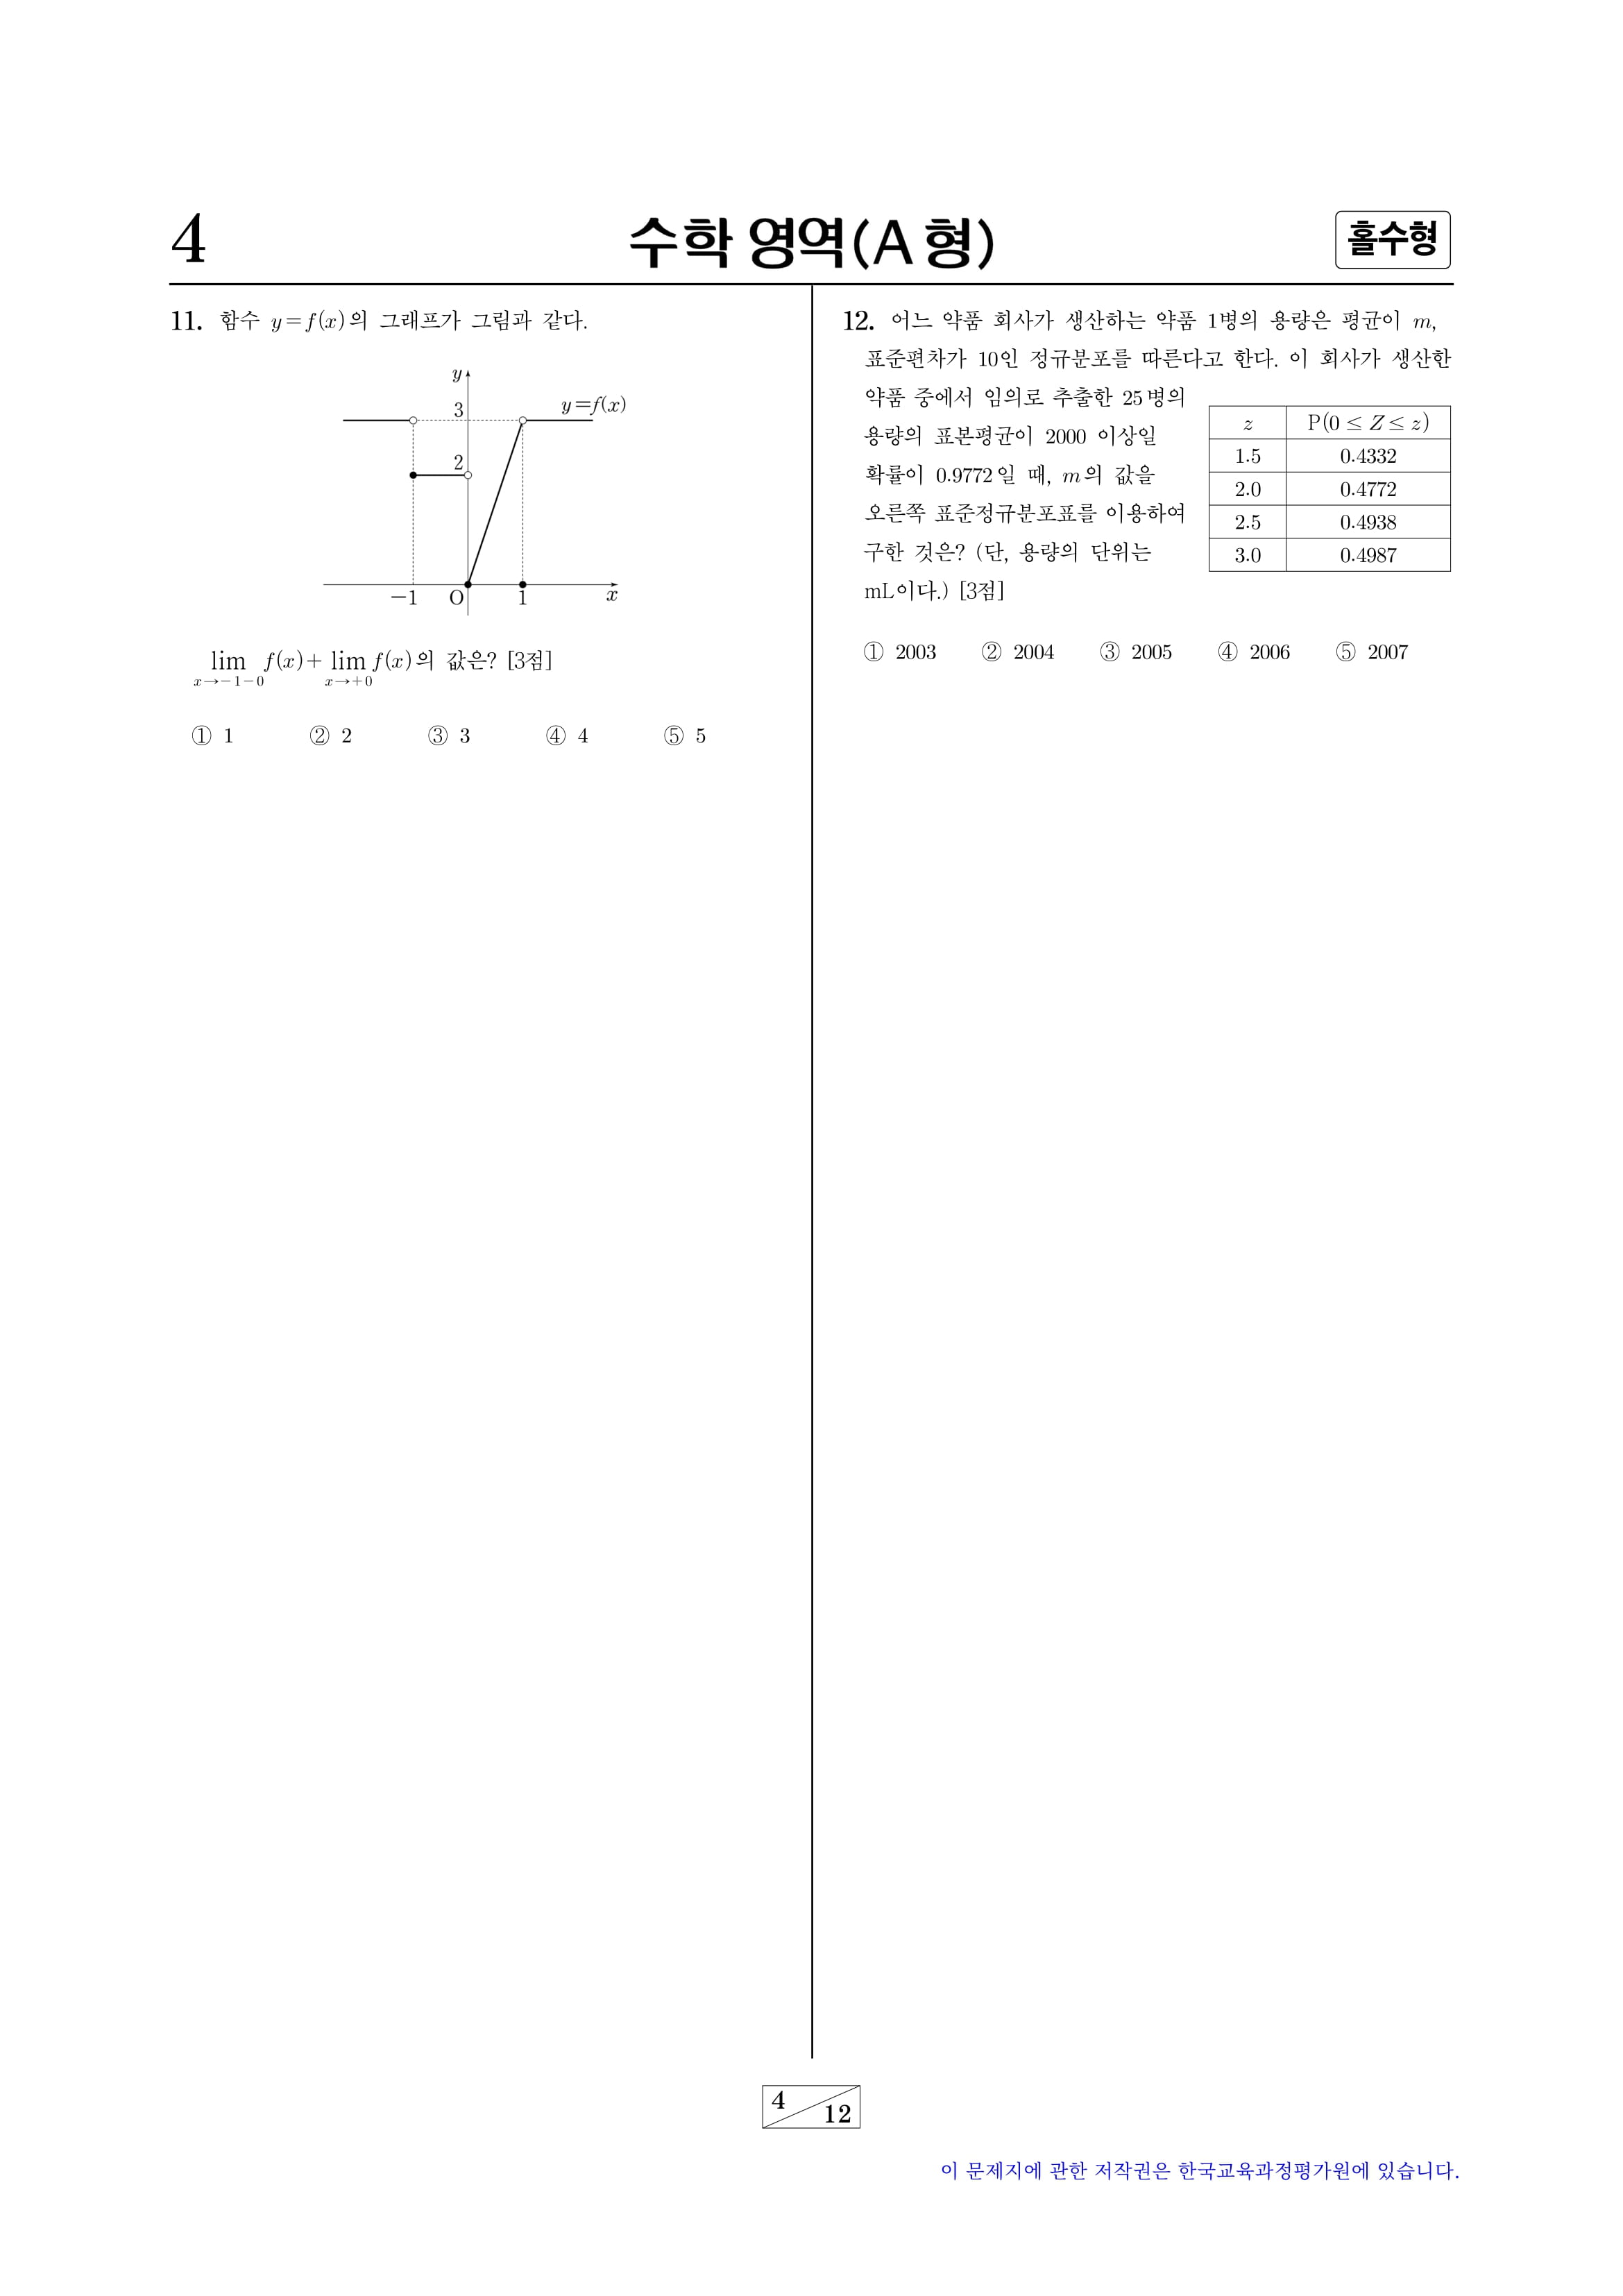 4
수학 영역(A 형)
홀수형
11. 함수 y=f(x)의 그래프가 그림과 같다.
y
3
y=f(x)
2
−1 O 1 x
lim f(x)+ lim f(x)의 값은? [3점]
x→−1−0 x→+0
① 1 ② 2 ③ 3 ④ 4 ⑤ 5
12. 어느 약품 회사가 생산하는 약품 1병의 용량은 평균이 m,
표준편차가 10인 정규분포를 따른다고 한다. 이 회사가 생산한
약품 중에서 임의로 추출한 25병의
용량의 표본평균이 2000 이상일
확률이 0.9772일 때, m의 값을
오른쪽 표준정규분포표를 이용하여
구한 것은? (단, 용량의 단위는
mL이다.) [3점]
z P(0 ≤ Z ≤ z)
1.5 0.4332
2.0 0.4772
2.5 0.4938
3.0 0.4987
① 2003 ② 2004 ③ 2005 ④ 2006 ⑤ 2007
4
12
이 문제지에 관한 저작권은 한국교육과정평가원에 있습니다.